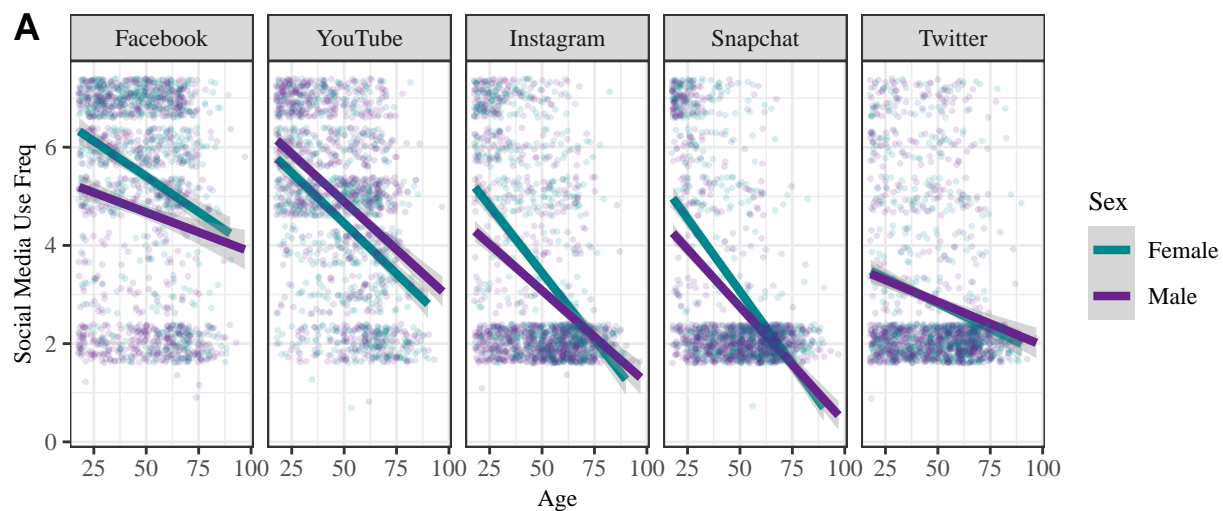 A
Facebook YouTube Instagram Snapchat Twitter
Social Media Use Freq
6
4
2
0
25 50 75 100 25 50 75 100 25 50 75 100 25 50 75 100 25 50 75 100
Age
Sex
Female
Male